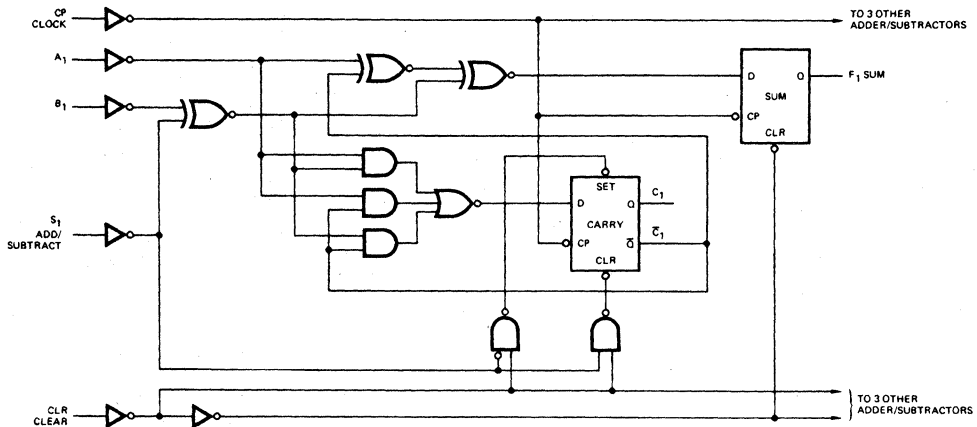 CP
CLOCK
TO 3 OTHER
ADDER/SUBTRACTORS
A1
B1
D
Q
F1 SUM
SUM
CP
CLR
S1
ADD/
SUBTRACT
SET
D
Q
C1
CARRY
CP
Q̅
C̅1
CLR
CLR
CLEAR
TO 3 OTHER
ADDER/SUBTRACTORS